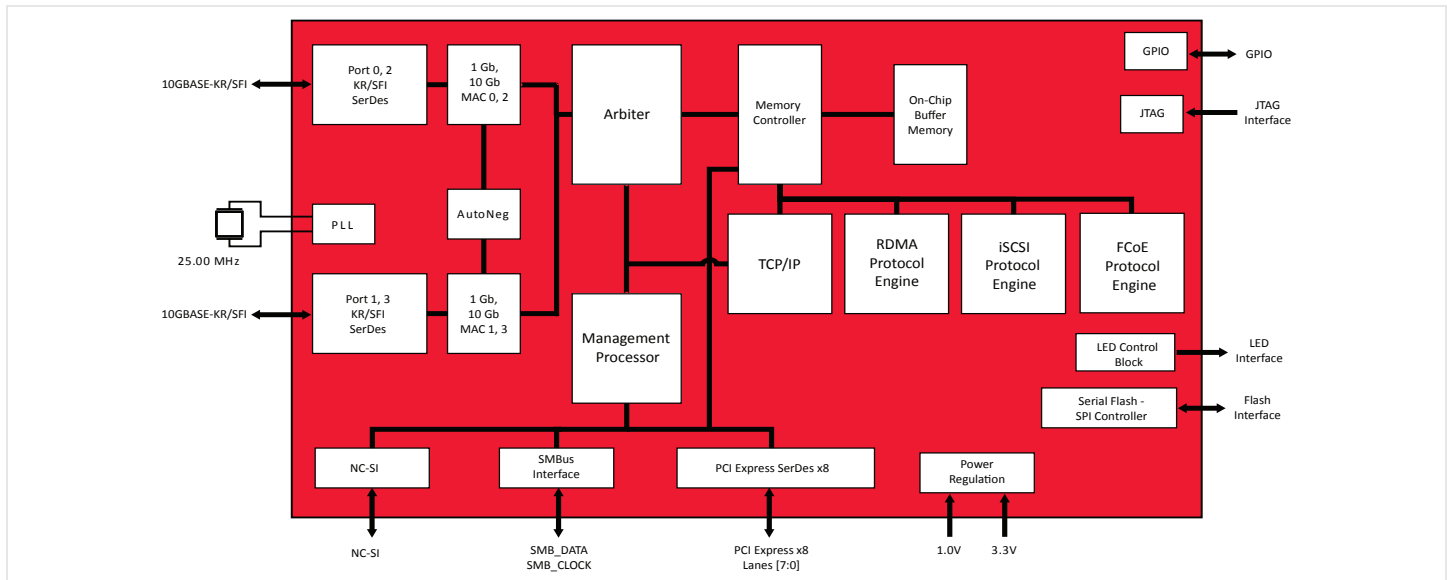 10GBASE-KR/SFI
Port 0, 2
KR/SFI
SerDes
1 Gb,
10 Gb
MAC 0, 2
Arbiter
Memory
Controller
On-Chip
Buffer
Memory
GPIO
GPIO
JTAG
JTAG
Interface
PLL
25.00 MHz
AutoNeg
TCP/IP
RDMA
Protocol
Engine
iSCSI
Protocol
Engine
FCoE
Protocol
Engine
10GBASE-KR/SFI
Port 1, 3
KR/SFI
SerDes
1 Gb,
10 Gb
MAC 1, 3
Management
Processor
LED Control
Block
LED
Interface
Serial Flash -
SPI Controller
Flash
Interface
NC-SI
SMBus
Interface
PCI Express SerDes x8
Power
Regulation
NC-SI
SMB_DATA
SMB_CLOCK
PCI Express x8
Lanes [7:0]
1.0V
3.3V